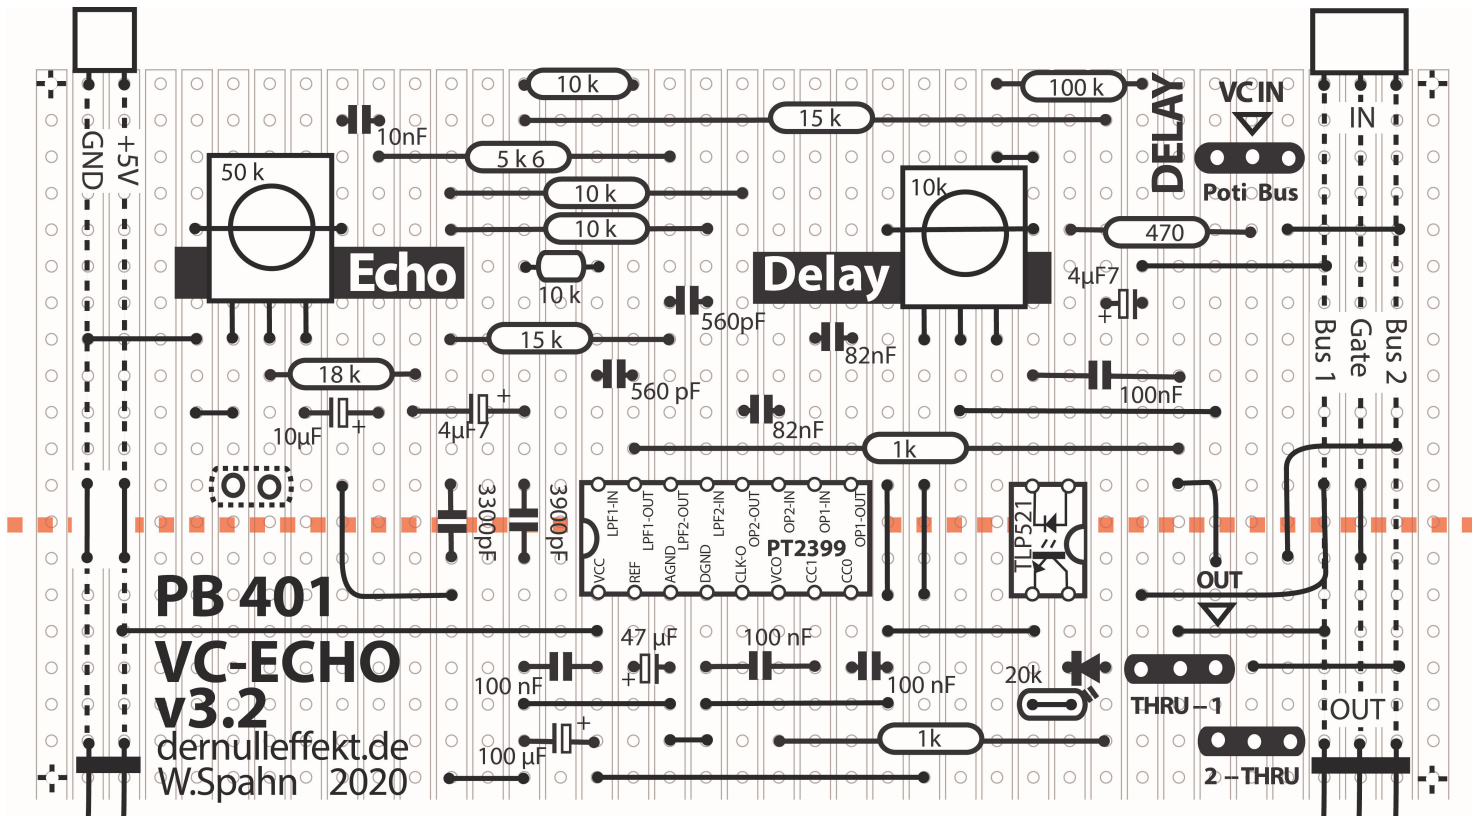 10 k
100 k
DELAY
VC IN
15 k
IN
10nF
GND
+5V
5 k 6
50 k
10k
Poti Bus
10 k
10 k
470
Echo
Delay
10 k
4µF7
+
560pF
15 k
82nF
Bus 1
Gate
Bus 2
18 k
560 pF
100nF
+
10µF
+
4µF7
82nF
1k
3300pF
3900pF
LPF1-IN
LPF1-OUT
LPF2-OUT
LPF2-IN
OP2-OUT
OP2-IN
OP1-IN
OP1-OUT
PT2399
VCC
REF
AGND
DGND
CLK-O
VCO
CC1
CC0
TLP521
OUT
PB 401
VC-ECHO
v3.2
dernulleffekt.de
W.Spahn 2020
47 µF
+
100 nF
100 nF
100 nF
20k
THRU--1
OUT
+
100 µF
1k
2--THRU